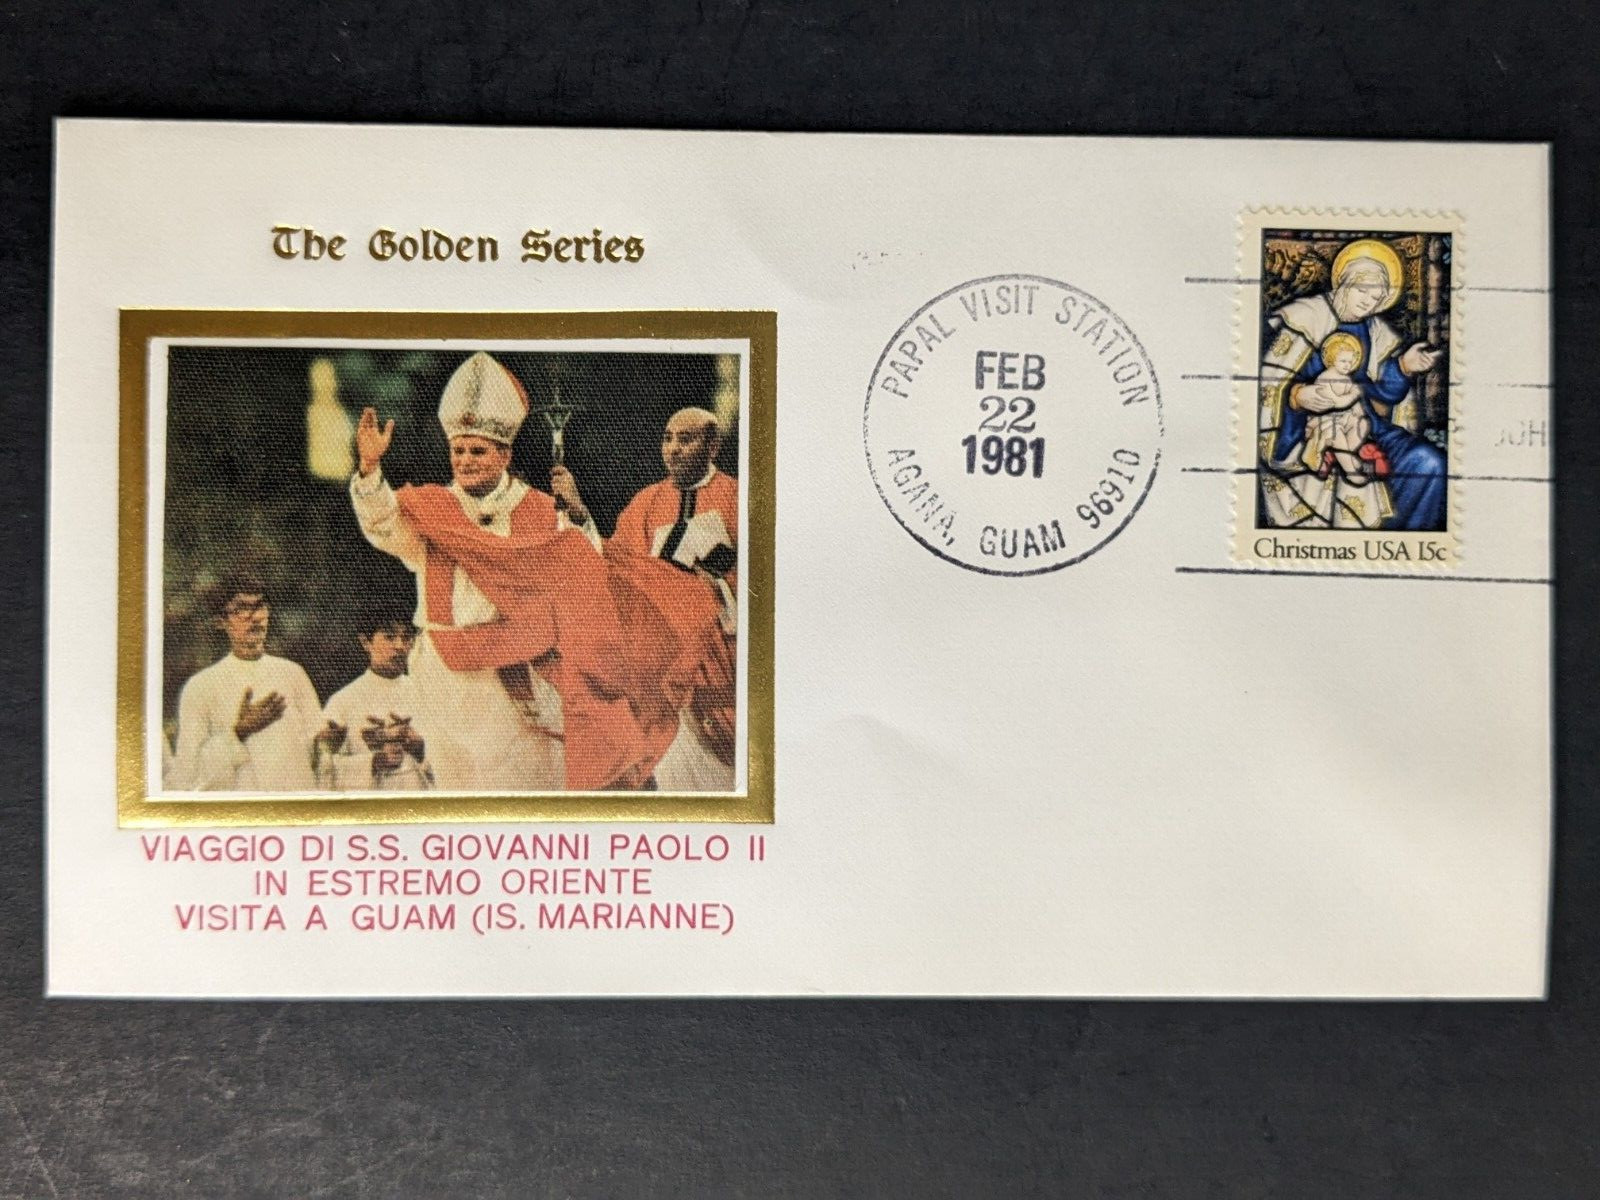 The Golden Series
VIAGGIO DI S.S. GIOVANNI PAOLO II
IN ESTREMO ORIENTE
VISITA A GUAM (IS. MARIANNE)
PAPAL VISIT STATION
FEB
22
1981
AGANA, GUAM 96910
Christmas USA 15c